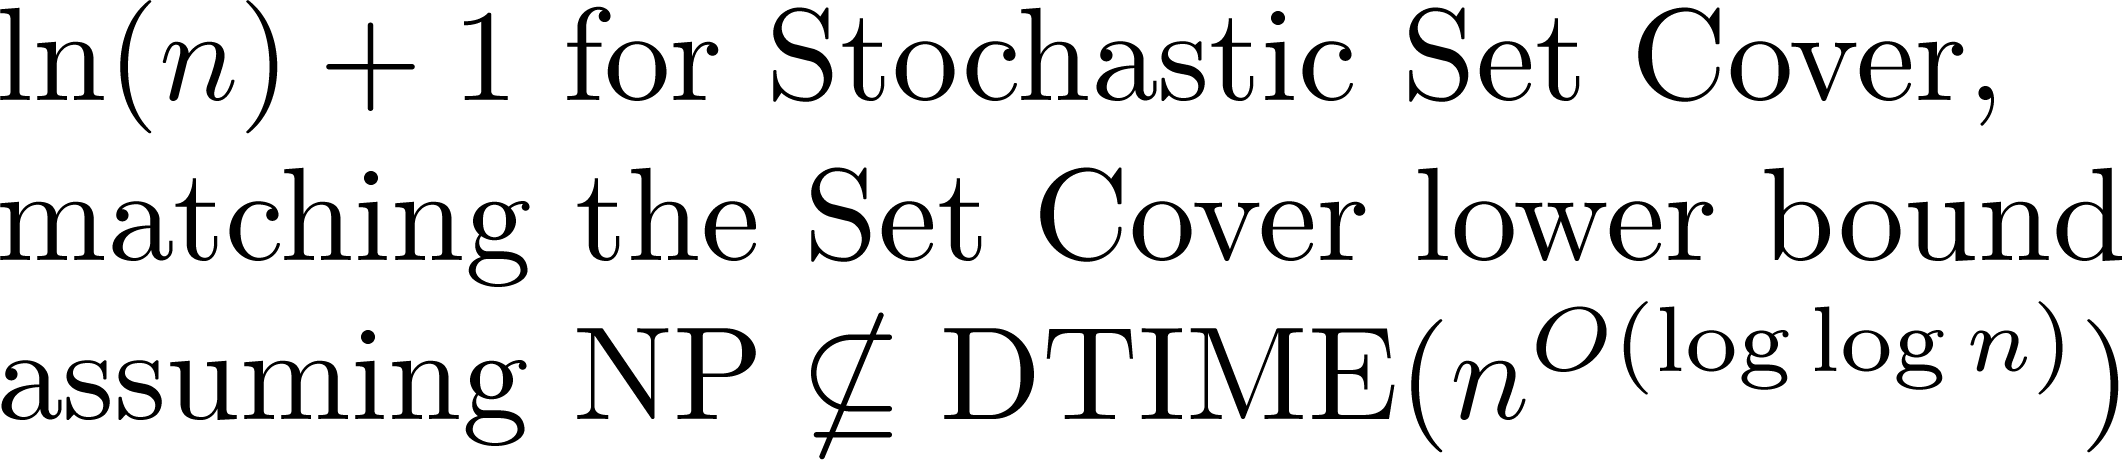 ln(n) + 1 for Stochastic Set Cover,
matching the Set Cover lower bound
assuming NP ⊈ DTIME(n^{O(log log n)})